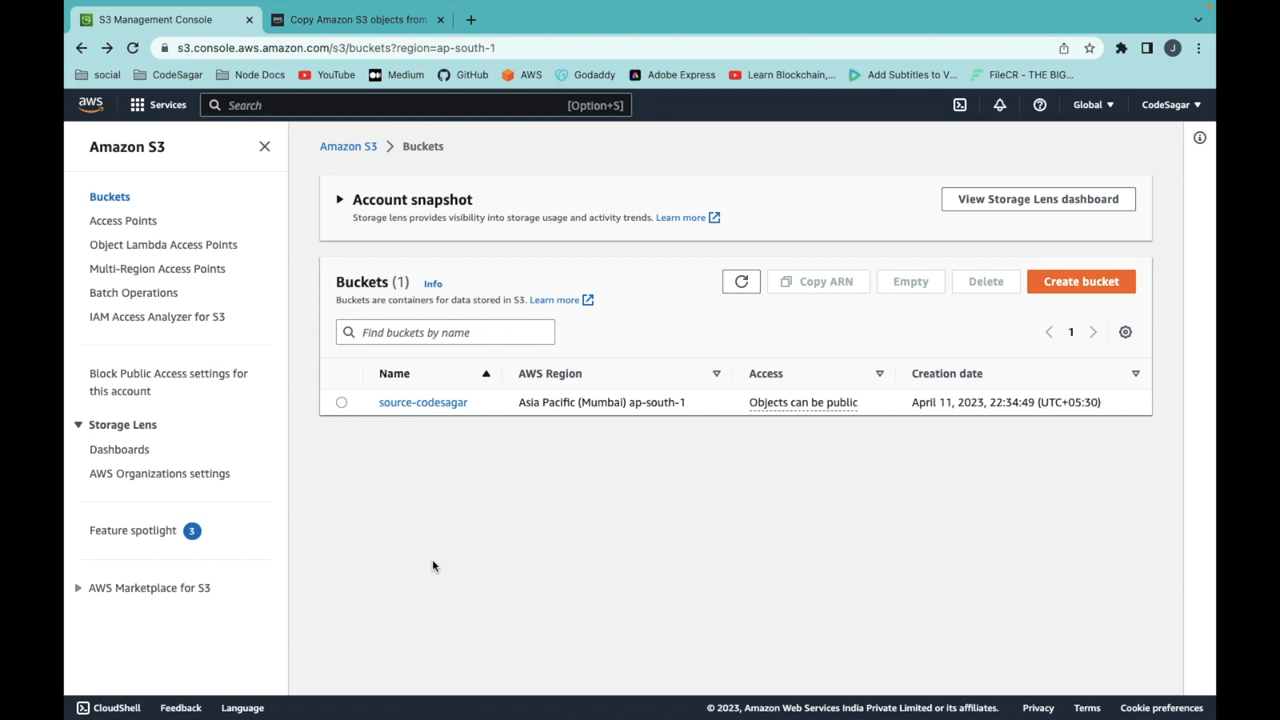 S3 Management Console
Copy Amazon S3 objects from
s3.console.aws.amazon.com/s3/buckets?region=ap-south-1
J
social CodeSagar Node Docs YouTube Medium GitHub AWS Godaddy Adobe Express Learn Blockchain,... Add Subtitles to V... FileCR - THE BIG...
aws Services Search [Option+S] Global CodeSagar
Amazon S3
Buckets
Access Points
Object Lambda Access Points
Multi-Region Access Points
Batch Operations
IAM Access Analyzer for S3
Block Public Access settings for
this account
Storage Lens
Dashboards
AWS Organizations settings
Feature spotlight 3
AWS Marketplace for S3
Amazon S3 > Buckets
Account snapshot
Storage lens provides visibility into storage usage and activity trends. Learn more
View Storage Lens dashboard
Buckets (1) Info
Buckets are containers for data stored in S3. Learn more
Copy ARN Empty Delete Create bucket
Find buckets by name
1
Name AWS Region Access Creation date
source-codesagar Asia Pacific (Mumbai) ap-south-1 Objects can be public April 11, 2023, 22:34:49 (UTC+05:30)
CloudShell Feedback Language © 2023, Amazon Web Services India Private Limited or its affiliates. Privacy Terms Cookie preferences